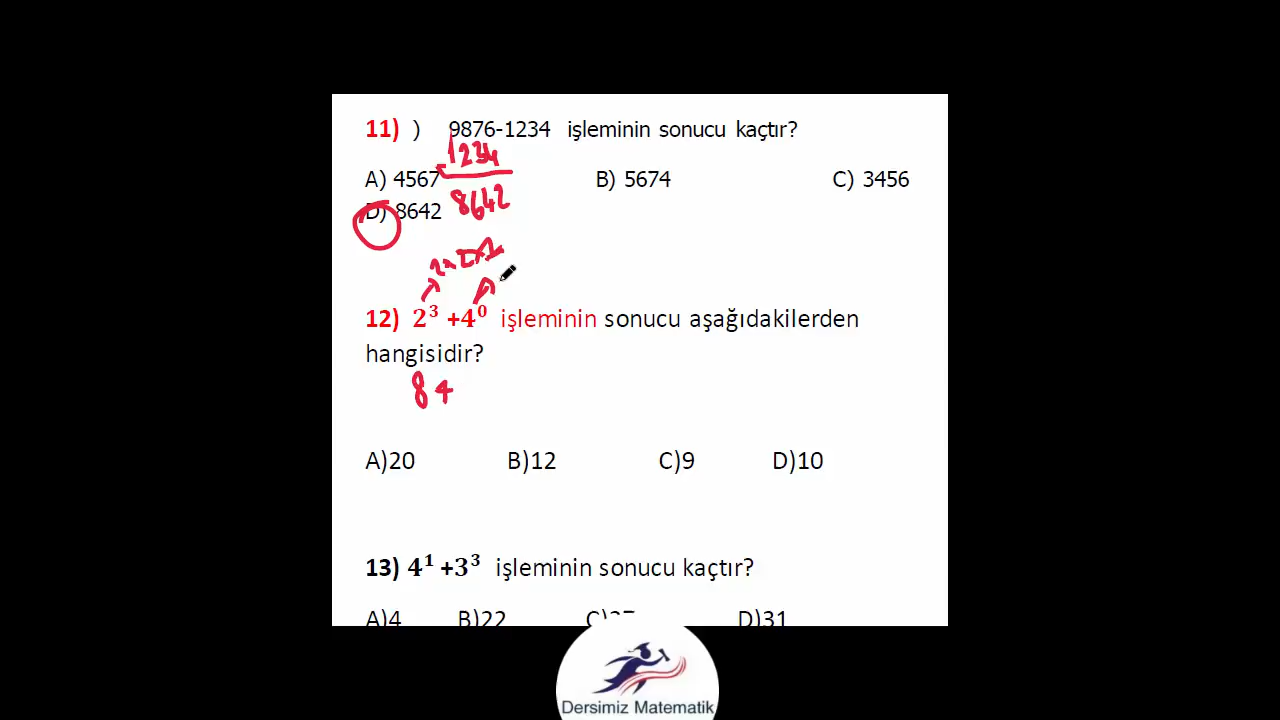 11) ) 9876-1234 işleminin sonucu kaçtır?
1234
A) 4567 B) 5674 C) 3456
8642
D) 8642
2x2x2
12) 2³ +4⁰ işleminin sonucu aşağıdakilerden
hangisidir?
8
A)20 B)12 C)9 D)10
13) 4¹ +3³ işleminin sonucu kaçtır?
A)4 B)22 D)31
Dersimiz Matematik